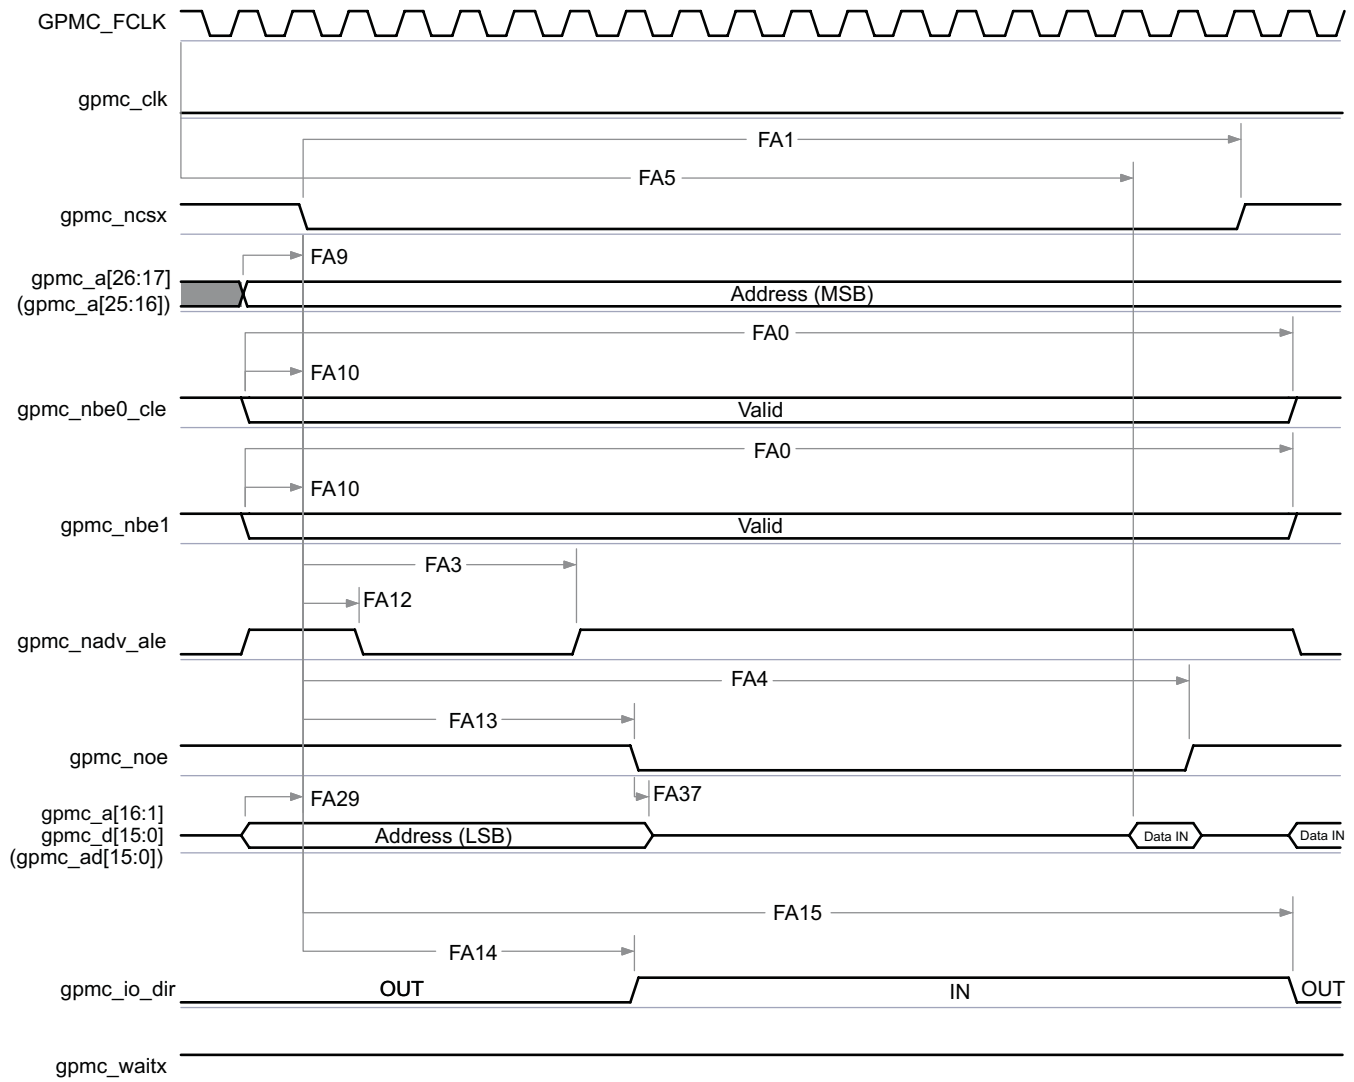 GPMC_FCLK
gpmc_clk
FA1
FA5
gpmc_ncsx
FA9
gpmc_a[26:17]
(gpmc_a[25:16])
Address (MSB)
FA0
FA10
gpmc_nbe0_cle
Valid
FA0
FA10
gpmc_nbe1
Valid
FA3
FA12
gpmc_nadv_ale
FA4
FA13
gpmc_noe
FA29
FA37
gpmc_a[16:1]
gpmc_d[15:0]
(gpmc_ad[15:0])
Address (LSB)
Data IN
Data IN
FA15
FA14
gpmc_io_dir
OUT
IN
OUT
gpmc_waitx